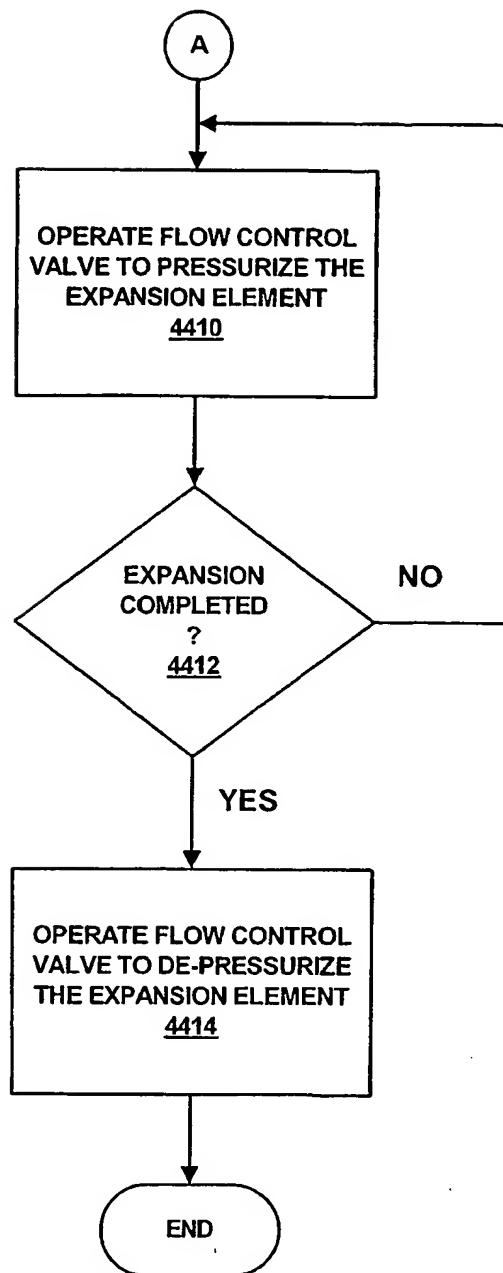 A
OPERATE FLOW CONTROL
VALVE TO PRESSURIZE THE
EXPANSION ELEMENT
4410
EXPANSION
COMPLETED
?
4412
NO
YES
OPERATE FLOW CONTROL
VALVE TO DE-PRESSURIZE
THE EXPANSION ELEMENT
4414
END